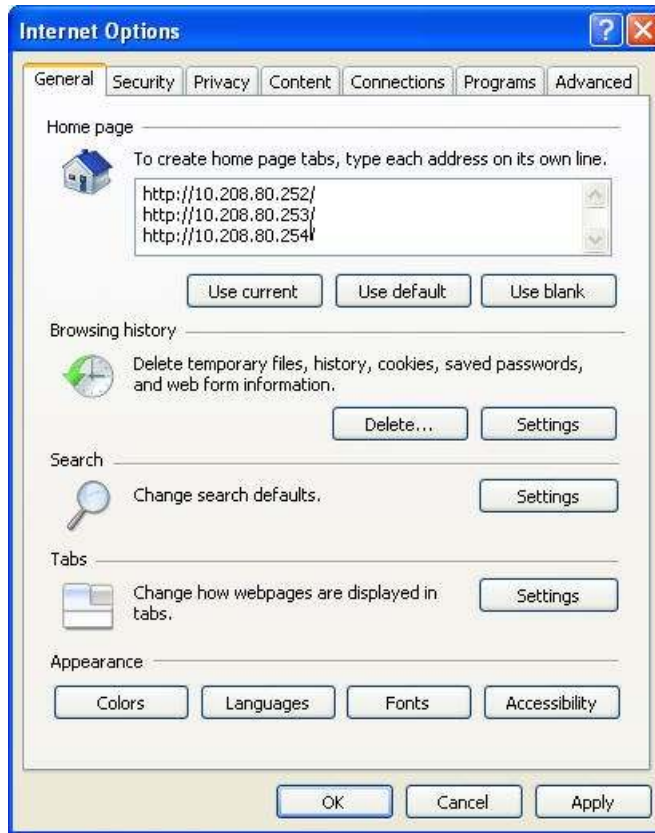 Internet Options
General Security Privacy Content Connections Programs Advanced
Home page
To create home page tabs, type each address on its own line.
http://10.208.80.252/
http://10.208.80.253/
http://10.208.80.254/
Use current Use default Use blank
Browsing history
Delete temporary files, history, cookies, saved passwords,
and web form information.
Delete... Settings
Search
Change search defaults. Settings
Tabs
Change how webpages are displayed in
tabs.
Settings
Appearance
Colors Languages Fonts Accessibility
OK Cancel Apply